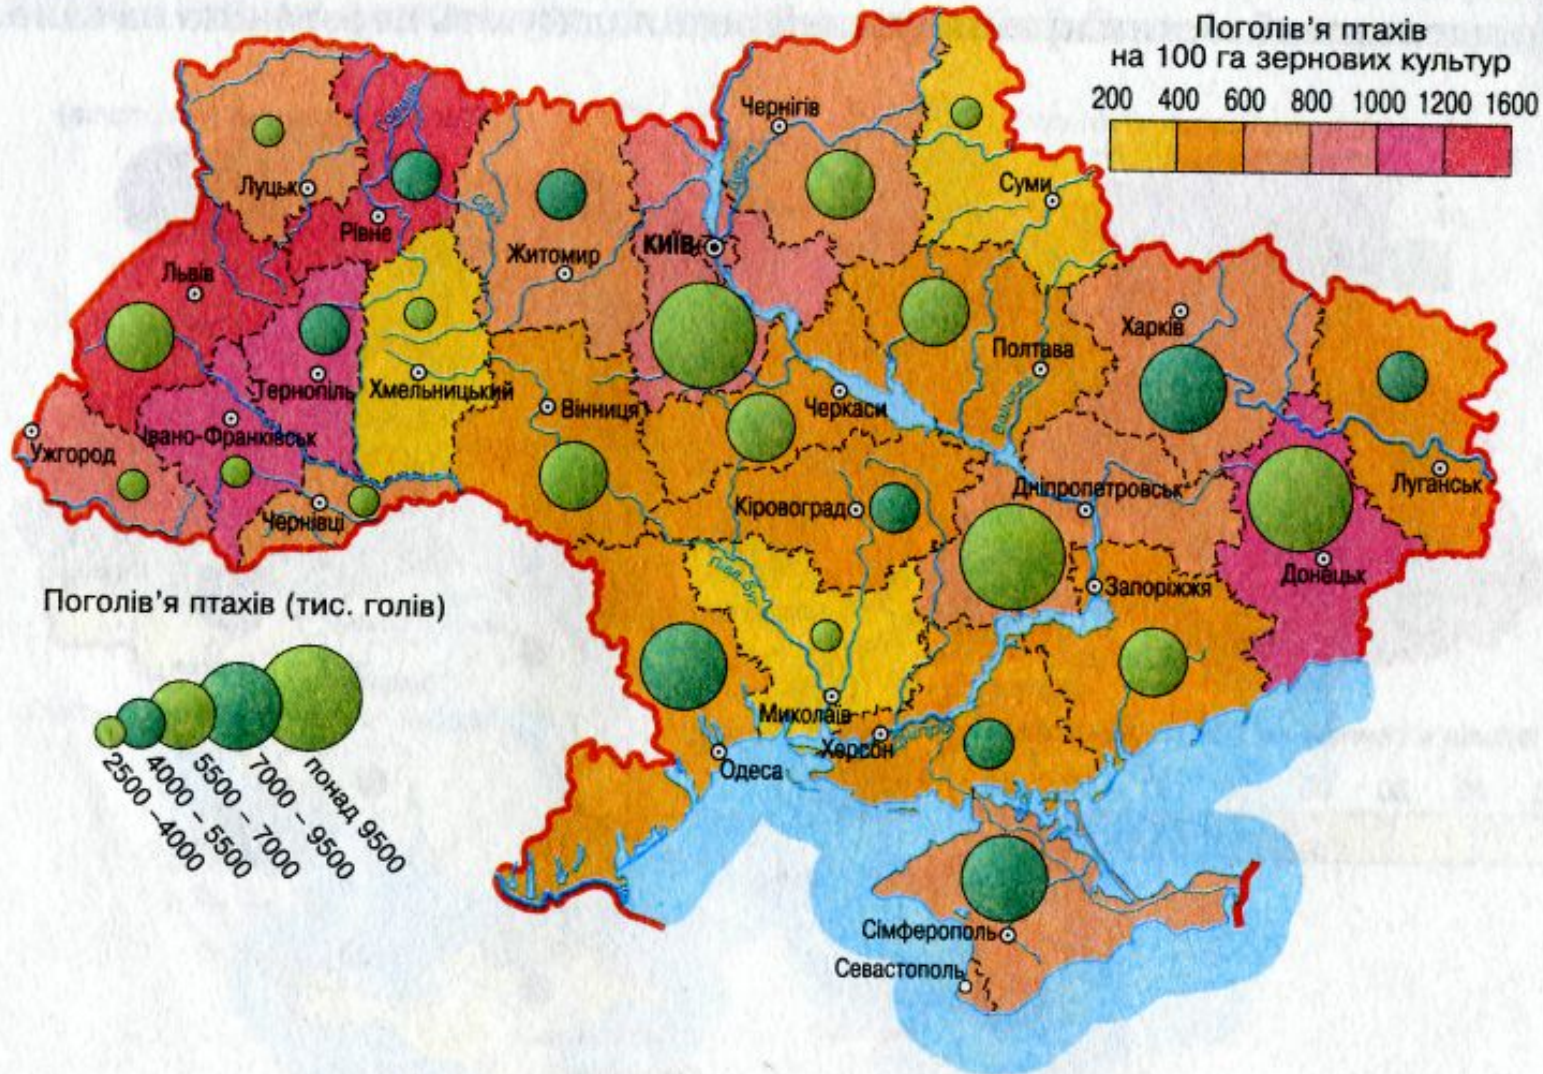 Поголів'я птахів
на 100 га зернових культур
200 400 600 800 1000 1200 1600
Чернігів
Суми
Луцьк
Рівне
КИЇВ
Житомир
Львів
Харків
Полтава
Тернопіль
Хмельницький
Вінниця
Черкаси
Івано-Франківськ
Ужгород
Луганськ
Дніпропетровськ
Кіровоград
Чернівці
Донецьк
Запоріжжя
Поголів'я птахів (тис. голів)
2500 –4000
4000 – 5500
5500 – 7000
7000 – 9500
понад 9500
Півд. Буг
Миколаїв
Херсон
Одеса
Сімферополь
Севастополь